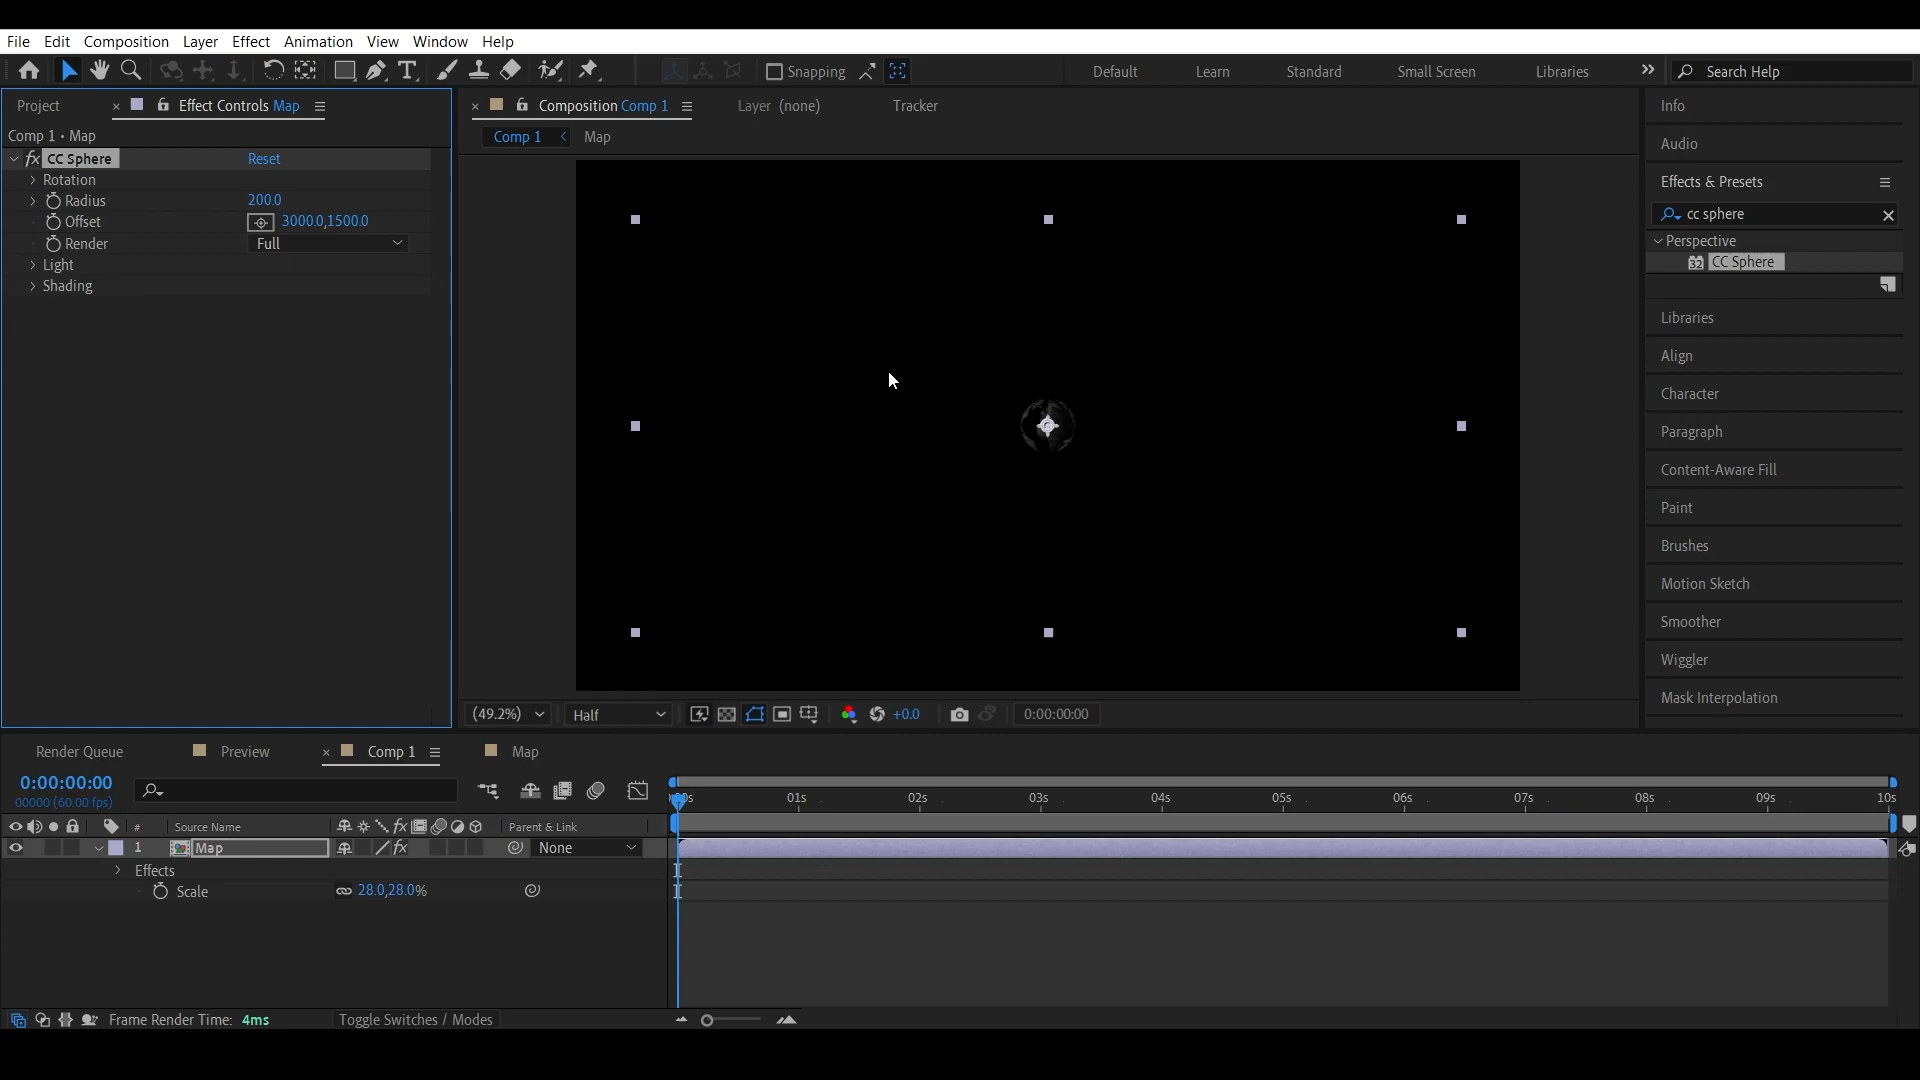 File Edit Composition Layer Effect Animation View Window Help
Snapping Default Learn Standard Small Screen Libraries Search Help
Project Effect Controls Map Composition Comp 1 Layer (none) Tracker Info
Comp 1 • Map
Comp 1 Map
Audio
fx CC Sphere Reset
Rotation
Radius 200.0
Offset 3000.0,1500.0
Render Full
Light
Shading
Effects & Presets
cc sphere
Perspective
32 CC Sphere
Libraries
Align
Character
Paragraph
Content-Aware Fill
Paint
Brushes
Motion Sketch
Smoother
Wiggler
Mask Interpolation
(49.2%) Half +0.0 0:00:00:00
Render Queue Preview Comp 1 Map
0:00:00:00
00000 (60.00 fps)
01s 02s 03s 04s 05s 06s 07s 08s 09s 10s
# Source Name fx Parent & Link
1 Map fx None
Effects
Scale 28.0,28.0%
Frame Render Time: 4ms Toggle Switches / Modes